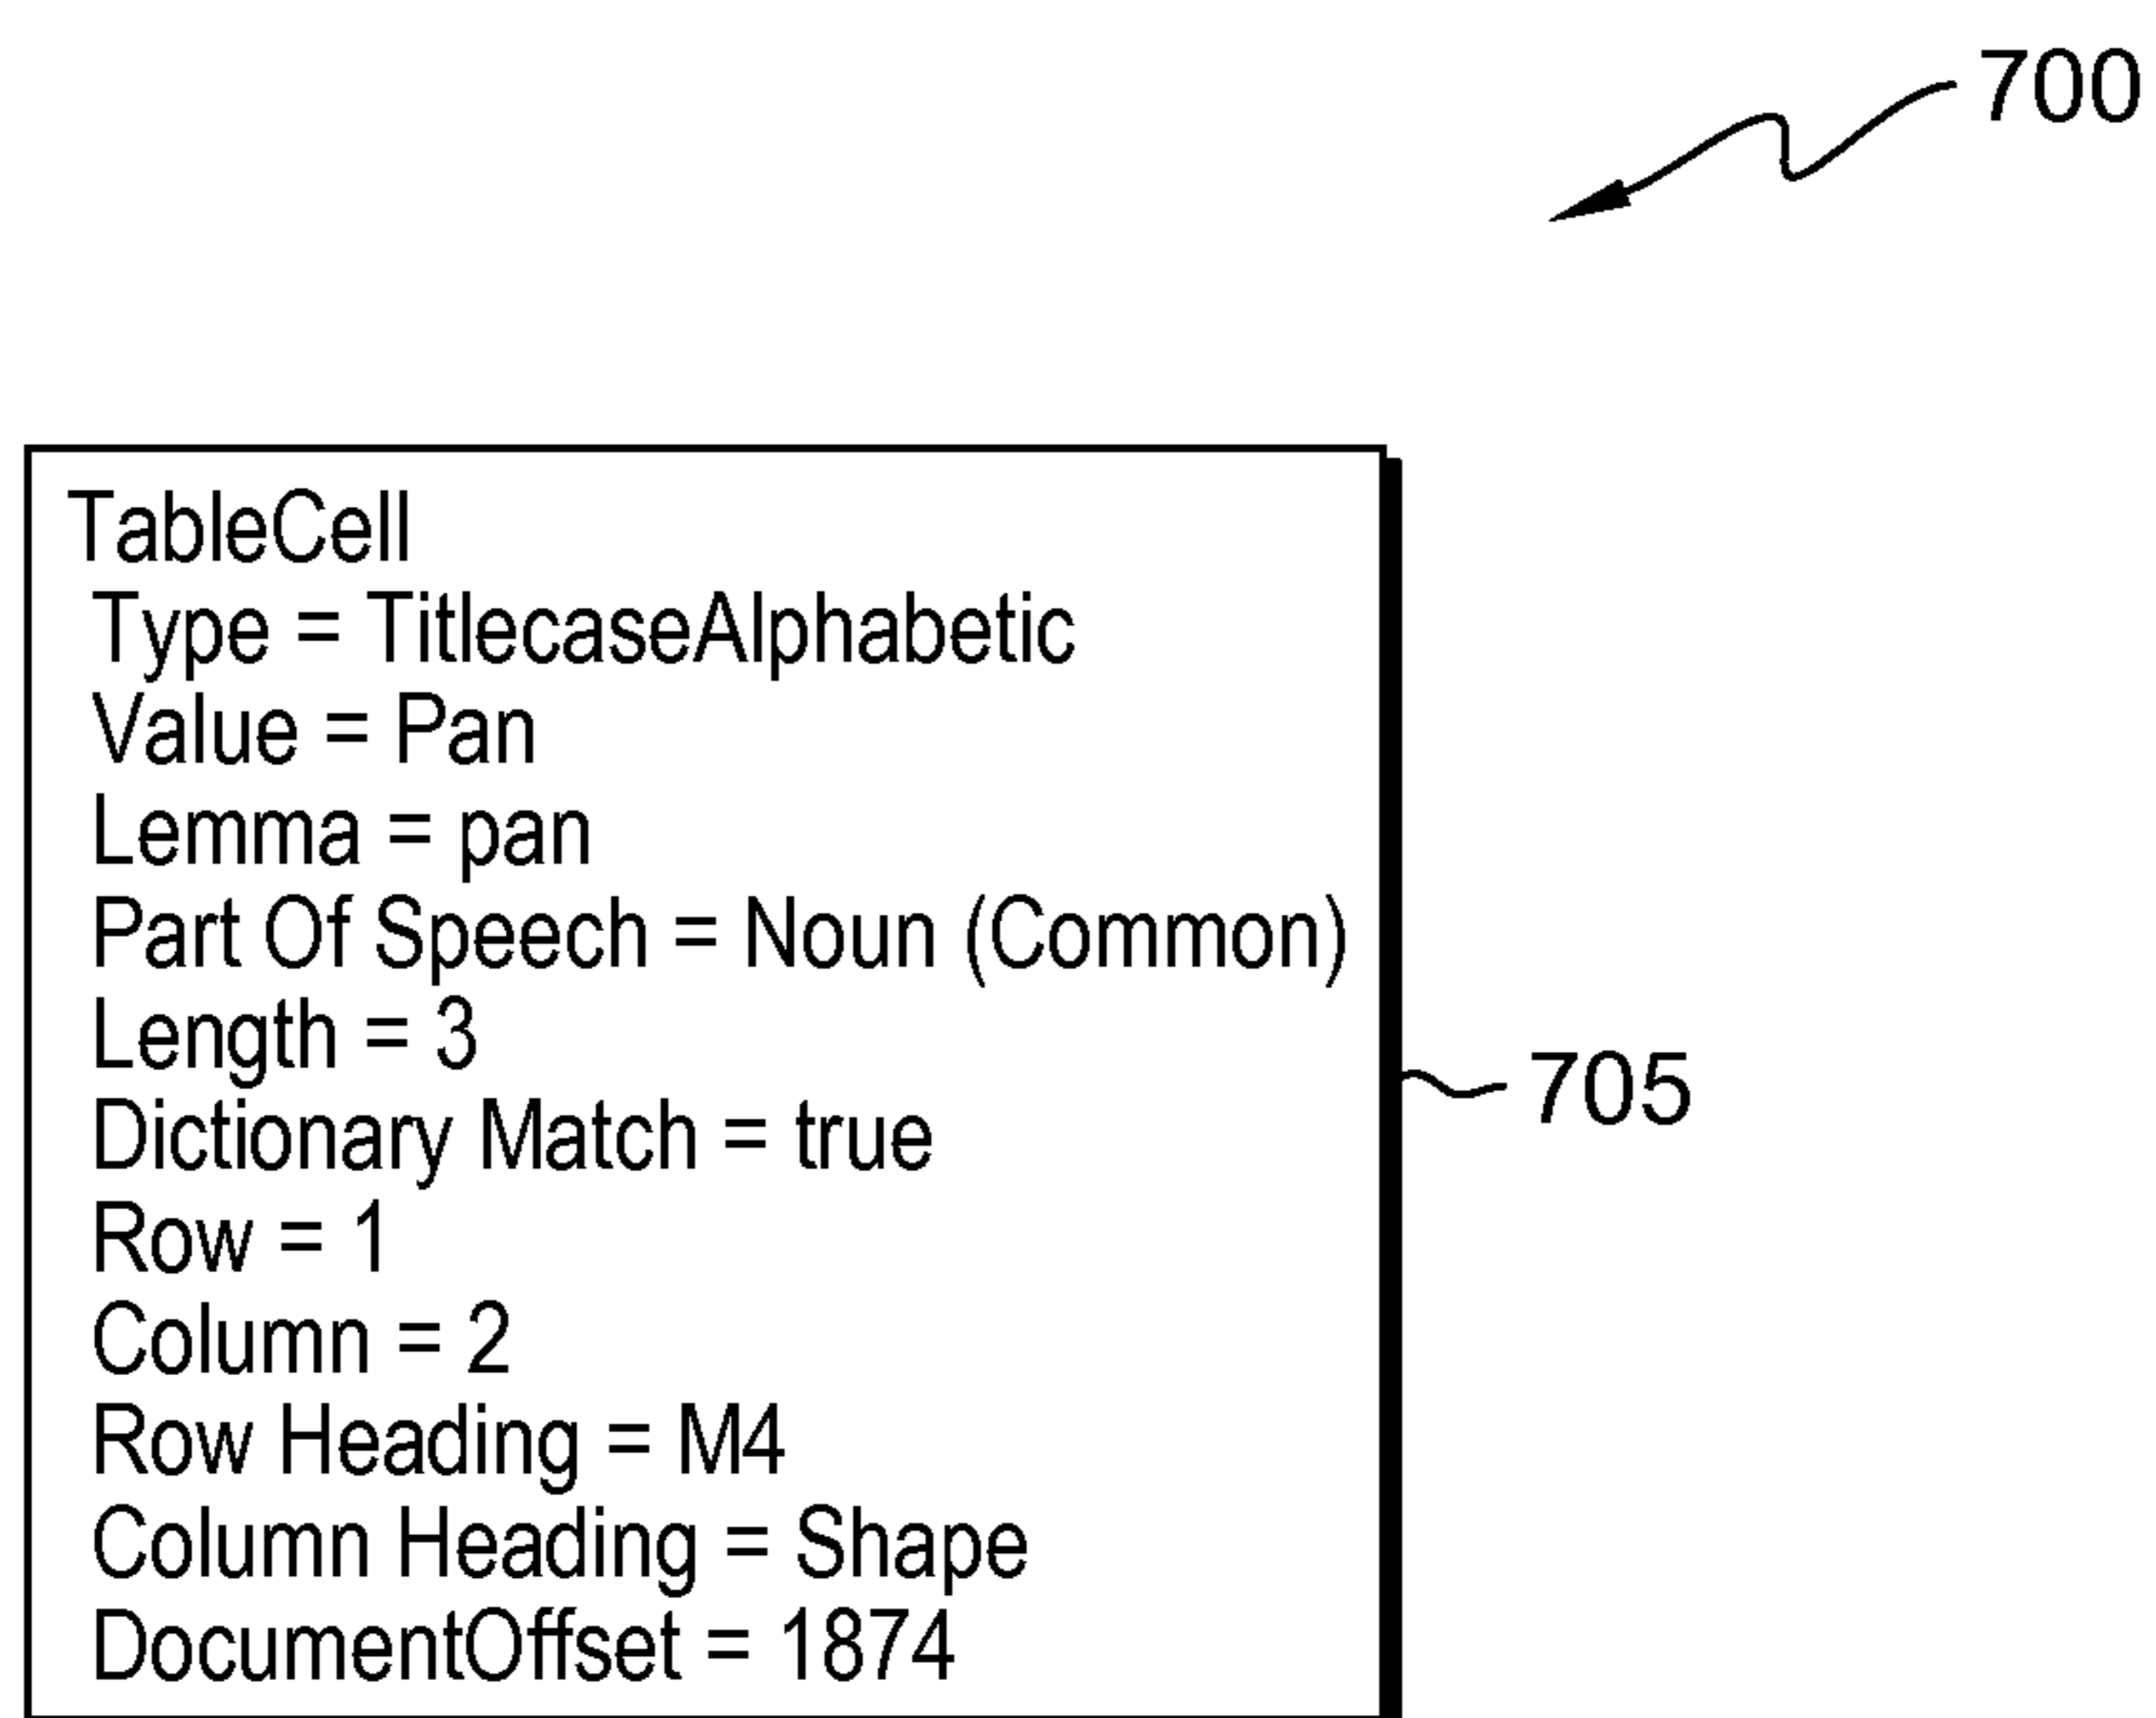 700
TableCell
Type = TitlecaseAlphabetic
Value = Pan
Lemma = pan
Part Of Speech = Noun (Common)
Length = 3
Dictionary Match = true
Row = 1
Column = 2
Row Heading = M4
Column Heading = Shape
DocumentOffset = 1874
705